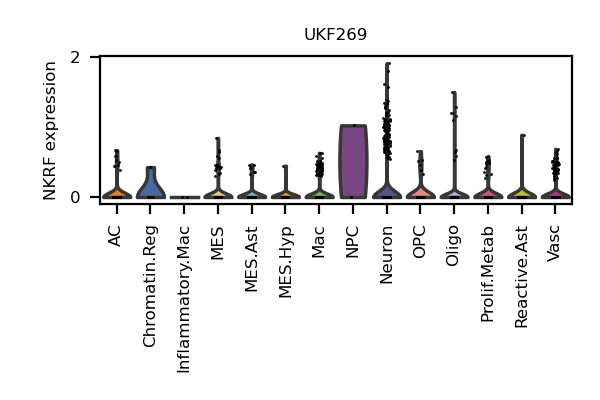 UKF269
NKRF expression
2
0
AC
Chromatin.Reg
Inflammatory.Mac
MES
MES.Ast
MES.Hyp
Mac
NPC
Neuron
OPC
Oligo
Prolif.Metab
Reactive.Ast
Vasc